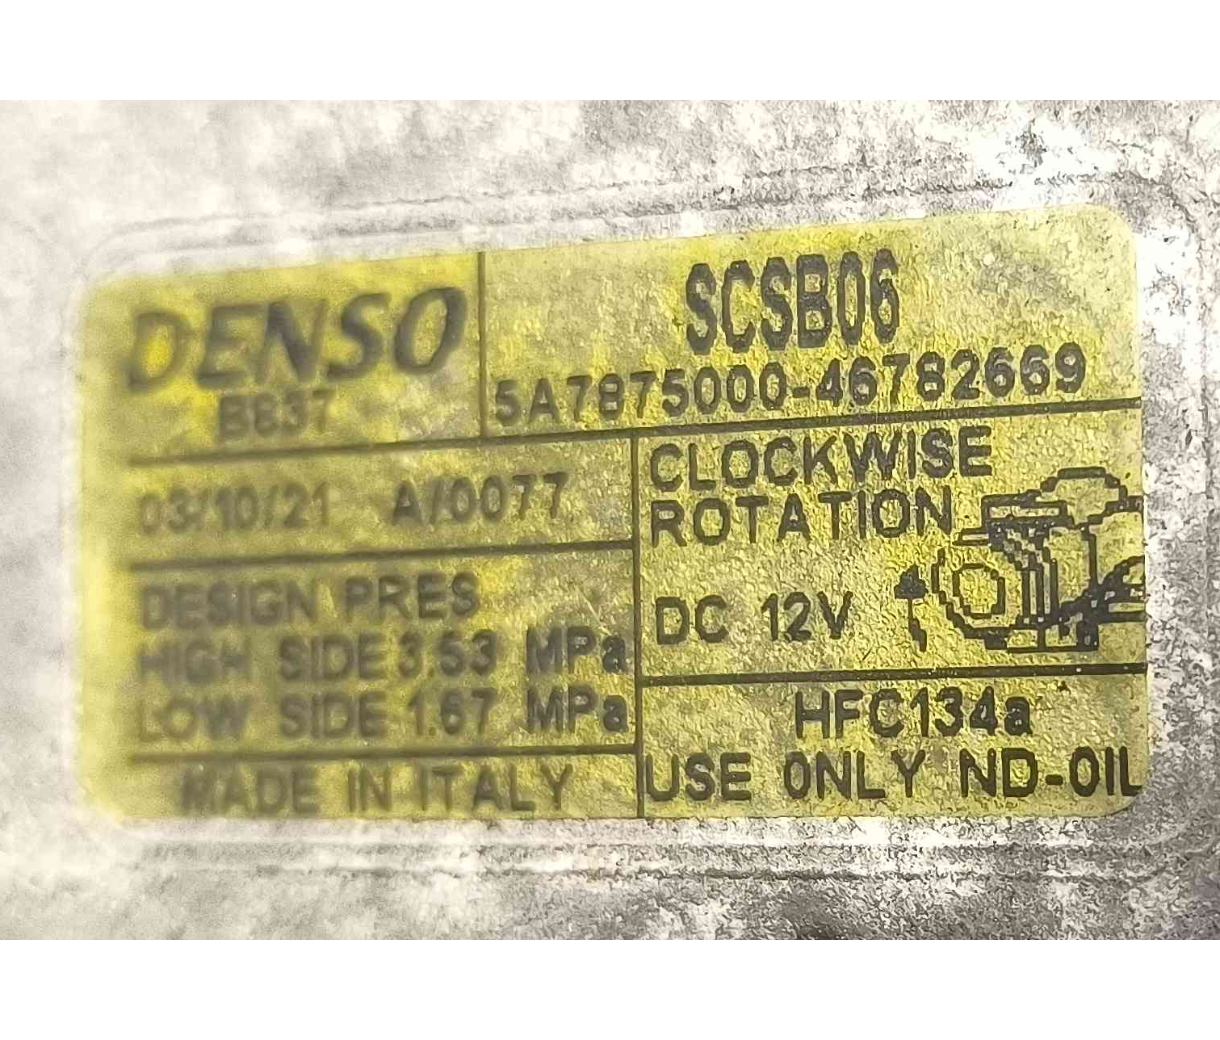 DENSO
B837
SCSB06
5A7875000-46782669
03/10/21 A/0077
CLOCKWISE
ROTATION
DC 12V
DESIGN PRES
HIGH SIDE 3.53 MPa
LOW SIDE 1.67 MPa
HFC134a
USE ONLY ND-OIL
MADE IN ITALY